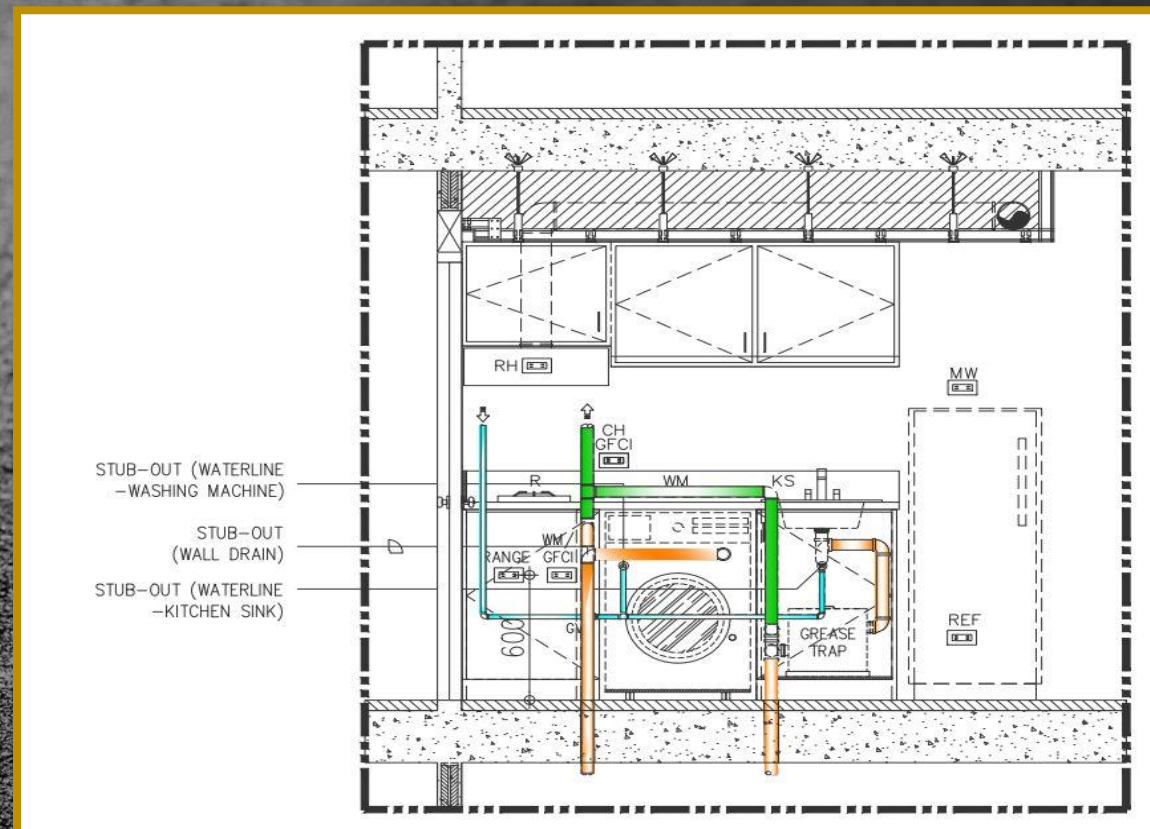 RH
MW
CH
GFCI
STUB-OUT (WATERLINE
-WASHING MACHINE)
R
WM
KS
STUB-OUT
(WALL DRAIN)
WM
RANGE GFCI
STUB-OUT (WATERLINE
-KITCHEN SINK)
GV
600
GREASE
TRAP
REF